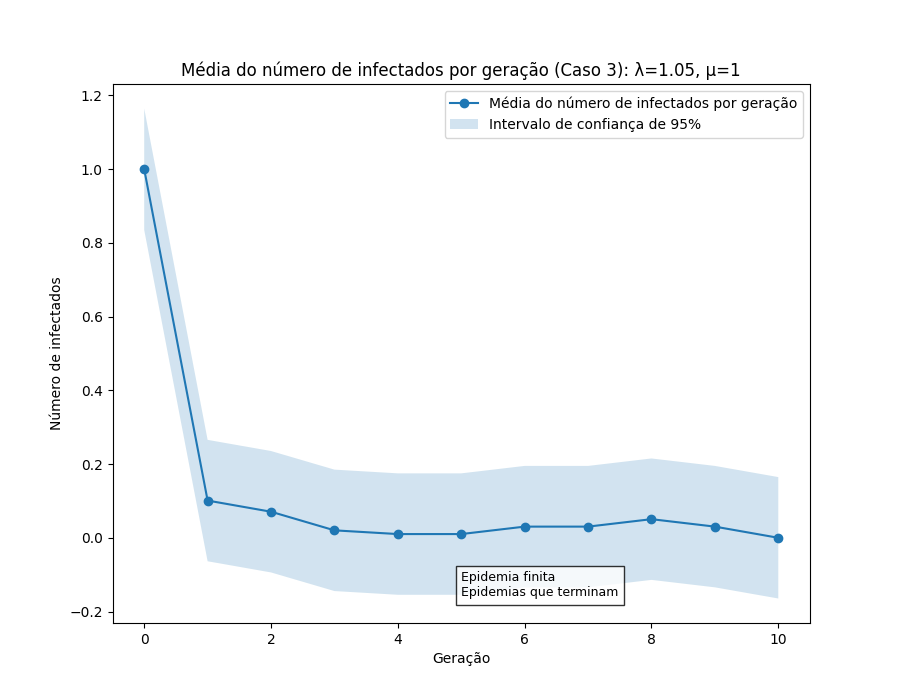 Média do número de infectados por geração (Caso 3): λ=1.05, μ=1
Média do número de infectados por geração
Intervalo de confiança de 95%
1.2
1.0
0.8
0.6
0.4
0.2
0.0
−0.2
Número de infectados
Epidemia finita
Epidemias que terminam
0 2 4 6 8 10
Geração